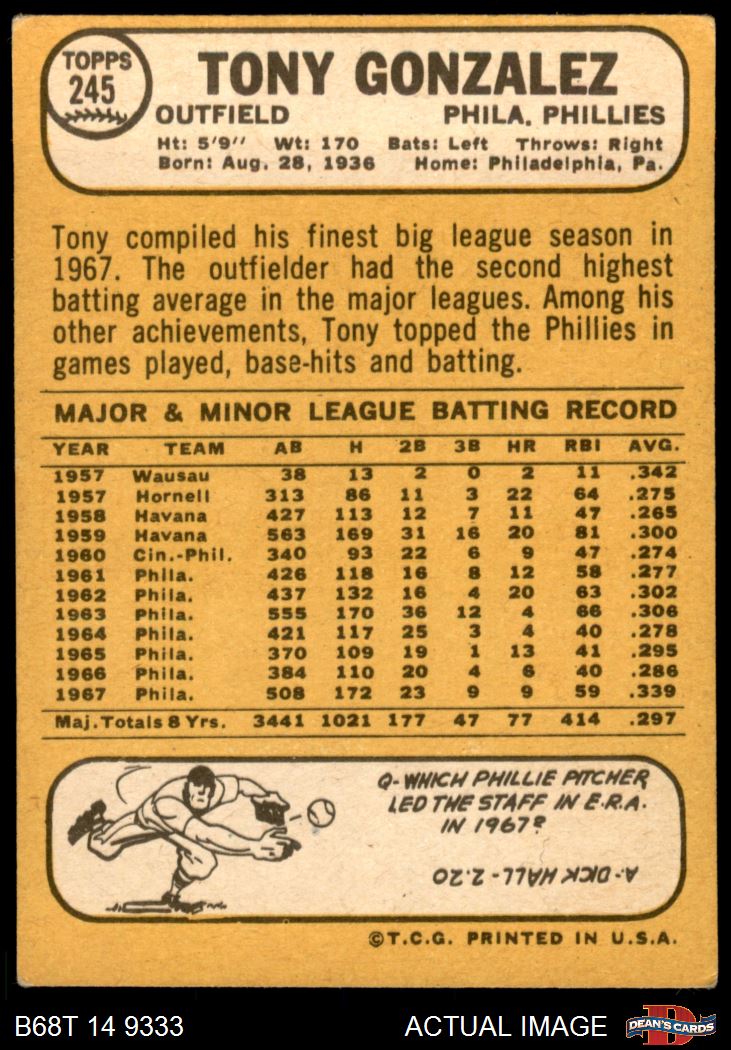 TOPPS
245
TONY GONZALEZ
OUTFIELD PHILA. PHILLIES
Ht: 5'9" Wt: 170 Bats: Left Throws: Right
Born: Aug. 28, 1936 Home: Philadelphia, Pa.
Tony compiled his finest big league season in
1967. The outfielder had the second highest
batting average in the major leagues. Among his
other achievements, Tony topped the Phillies in
games played, base-hits and batting.
MAJOR & MINOR LEAGUE BATTING RECORD
YEAR TEAM AB H 2B 3B HR RBI AVG.
1957 Wausau 38 13 2 0 2 11 .342
1957 Hornell 313 86 11 3 22 64 .275
1958 Havana 427 113 12 7 11 47 .265
1959 Havana 563 169 31 16 20 81 .300
1960 Cin.-Phil. 340 93 22 6 9 47 .274
1961 Phila. 426 118 16 8 12 58 .277
1962 Phila. 437 132 16 4 20 63 .302
1963 Phila. 555 170 36 12 4 66 .306
1964 Phila. 421 117 25 3 4 40 .278
1965 Phila. 370 109 19 1 13 41 .295
1966 Phila. 384 110 20 4 6 40 .286
1967 Phila. 508 172 23 9 9 59 .339
Maj. Totals 8 Yrs. 3441 1021 177 47 77 414 .297
Q-WHICH PHILLIE PITCHER
LED THE STAFF IN E.R.A.
IN 1967?
A-DICK HALL-2.20
©T.C.G. PRINTED IN U.S.A.
B68T 14 9333 ACTUAL IMAGE
D
DEAN'S CARDS